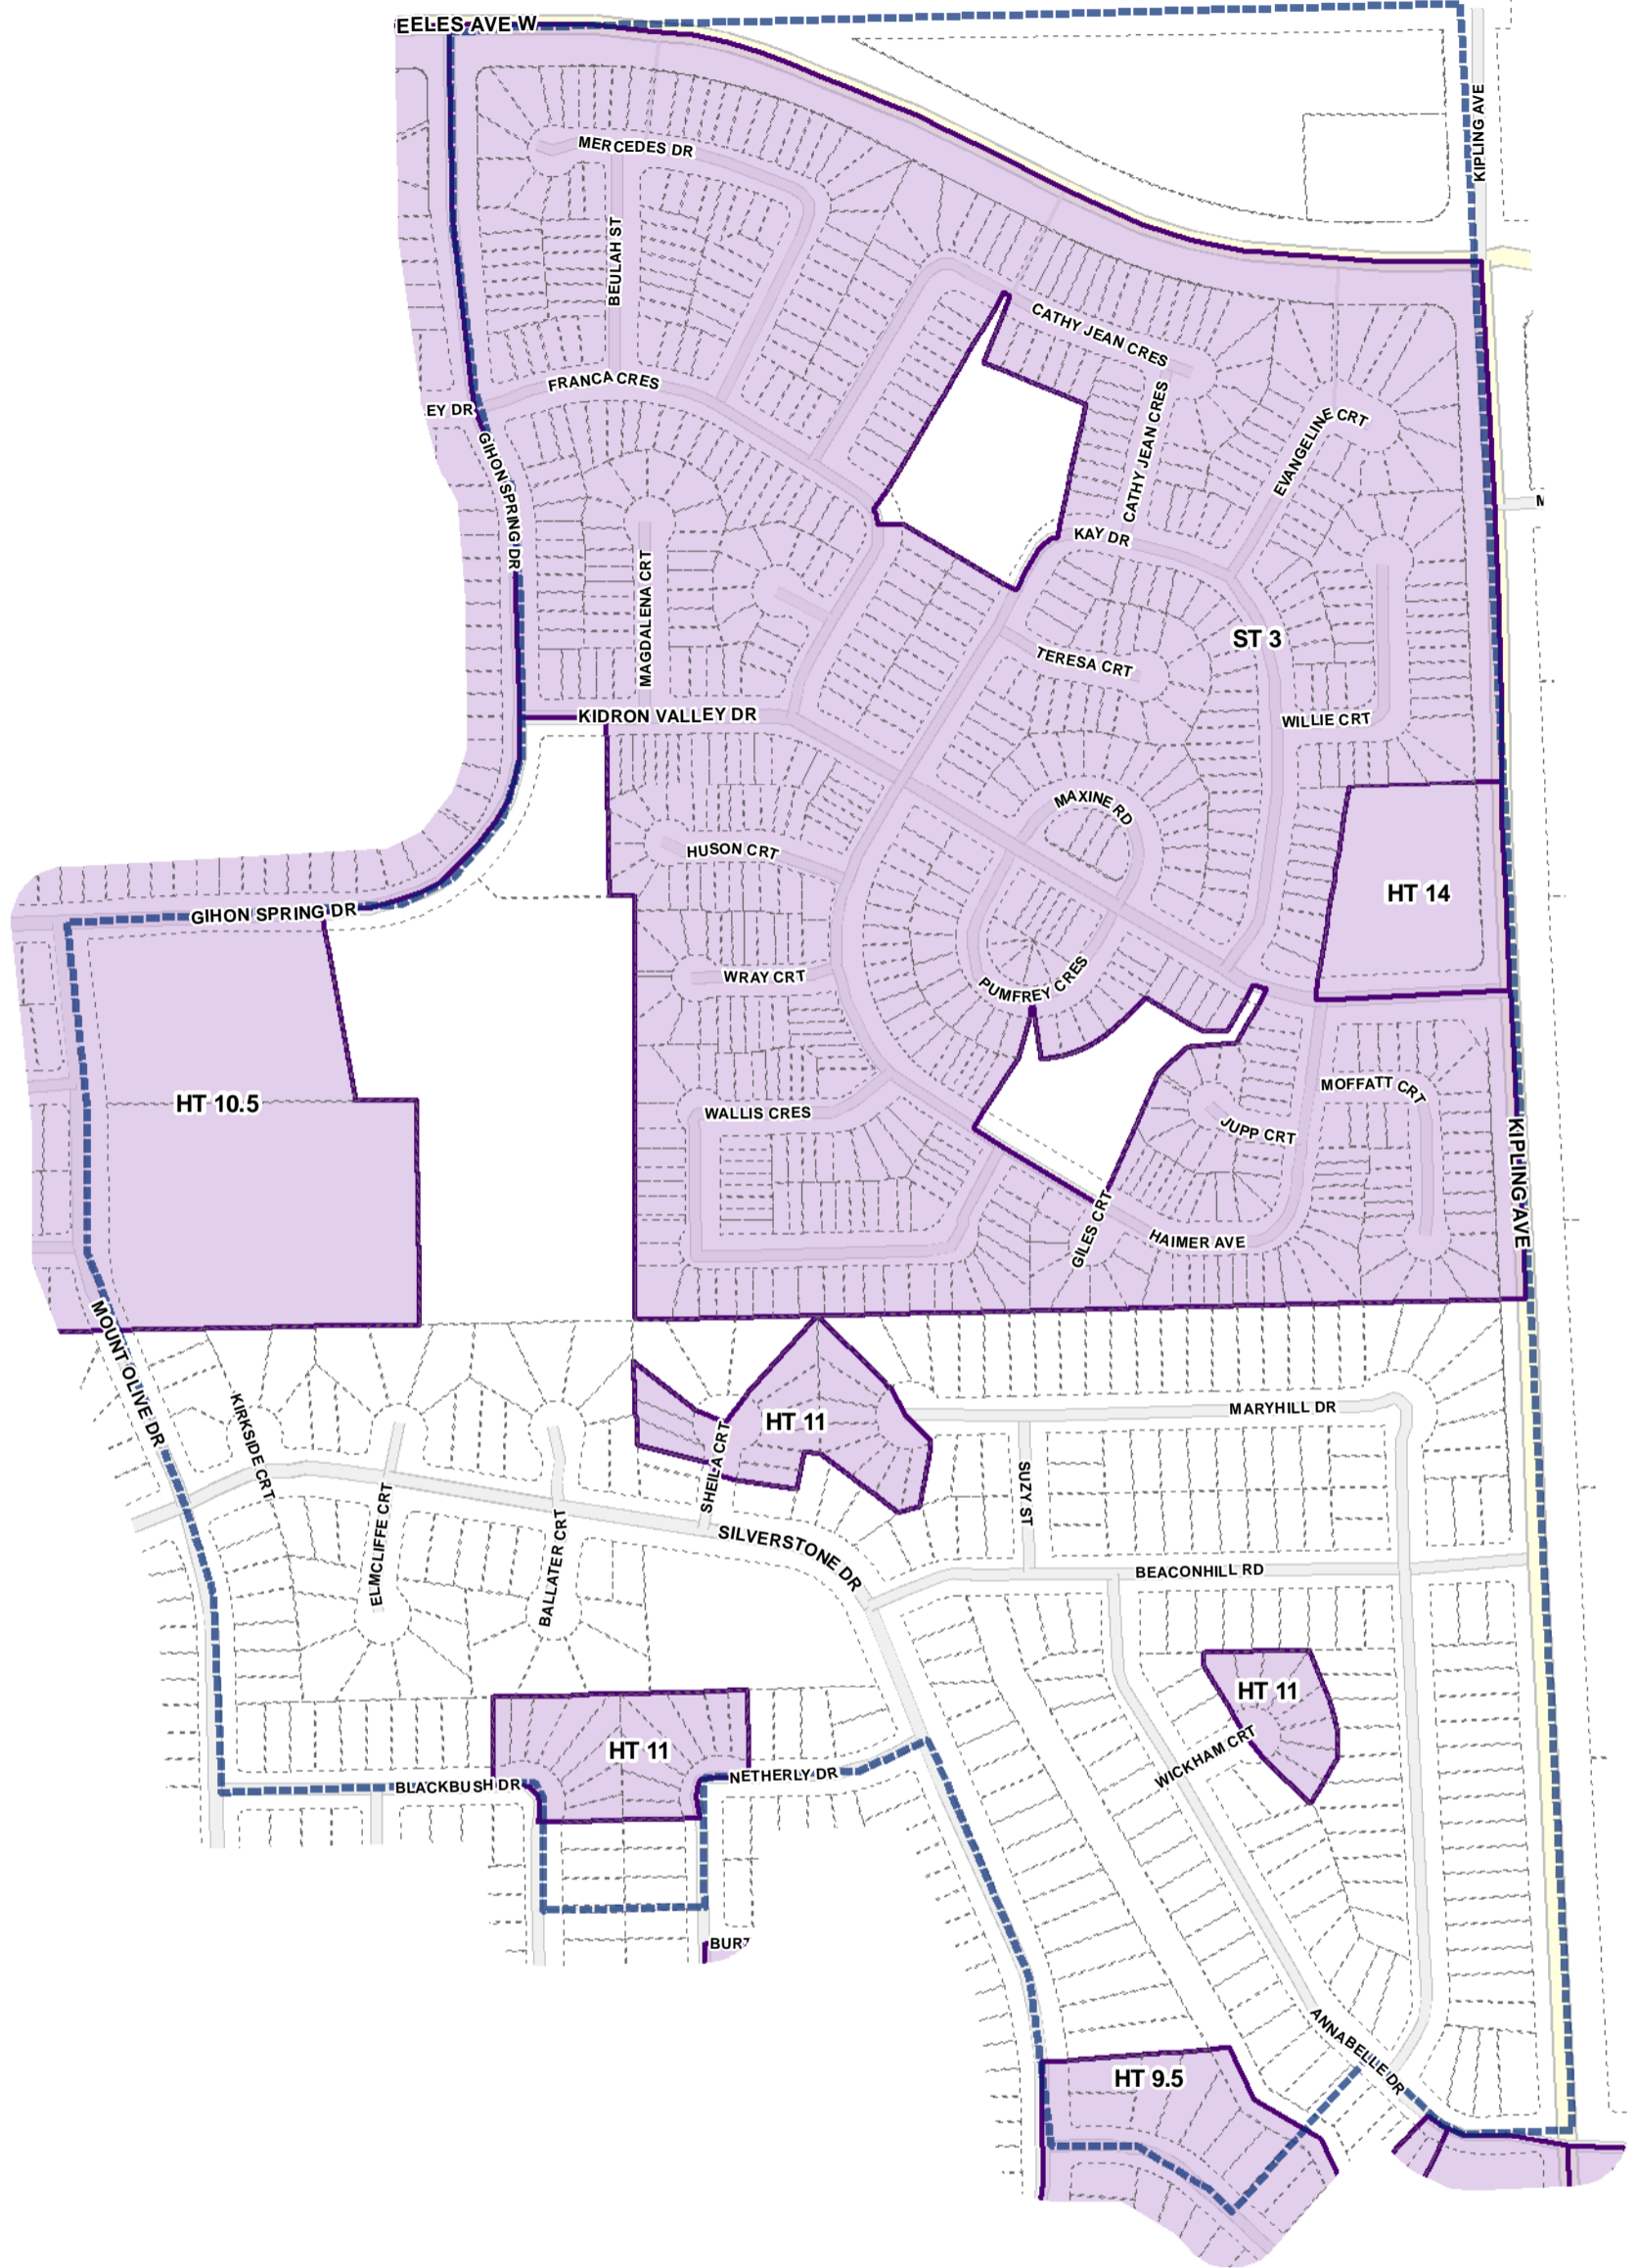 EELES AVE W
KIPLING AVE
MERCEDES DR
BEULAH ST
CATHY JEAN CRES
FRANCA CRES
EY DR
CATHY JEAN CRES
EVANGELINE CRT
GIHON SPRING DR
KAY DR
MAGDALENA CRT
ST 3
TERESA CRT
KIDRON VALLEY DR
WILLIE CRT
MAXINE RD
HUSON CRT
HT 14
GIHON SPRING DR
WRAY CRT
PUMFREY CRES
HT 10.5
WALLIS CRES
MOFFATT CRT
JUPP CRT
KIPLING AVE
GILES CRT
HAIMER AVE
MOUNT OLIVE DR
KIRKSIDE CRT
HT 11
MARYHILL DR
SHEILA CRT
SUZY ST
ELMCLIFFE CRT
BALLATER CRT
SILVERSTONE DR
BEACONHILL RD
HT 11
WICKHAM CRT
HT 11
BLACKBUSH DR
NETHERLY DR
BUR
ANNABELLE DR
HT 9.5